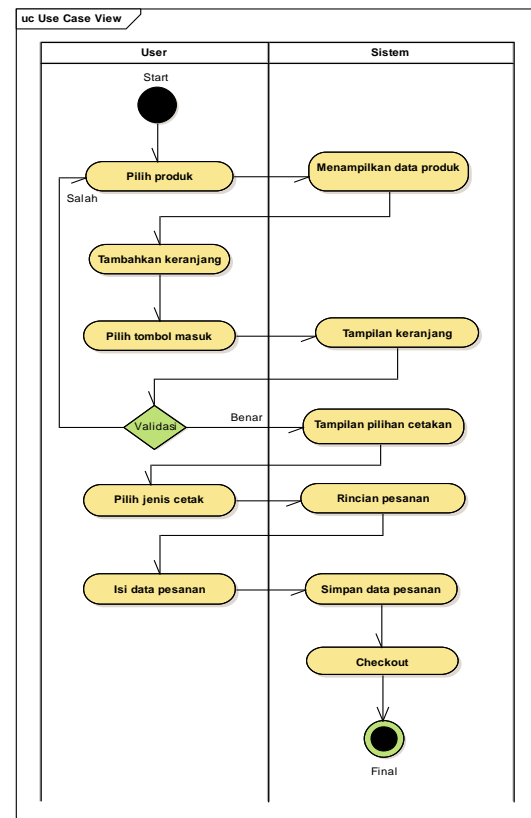 uc Use Case View
User
Sistem
Start
Pilih produk
Menampilkan data produk
Salah
Tambahkan keranjang
Pilih tombol masuk
Tampilan keranjang
Validasi
Benar
Tampilan pilihan cetakan
Pilih jenis cetak
Rincian pesanan
Isi data pesanan
Simpan data pesanan
Checkout
Final